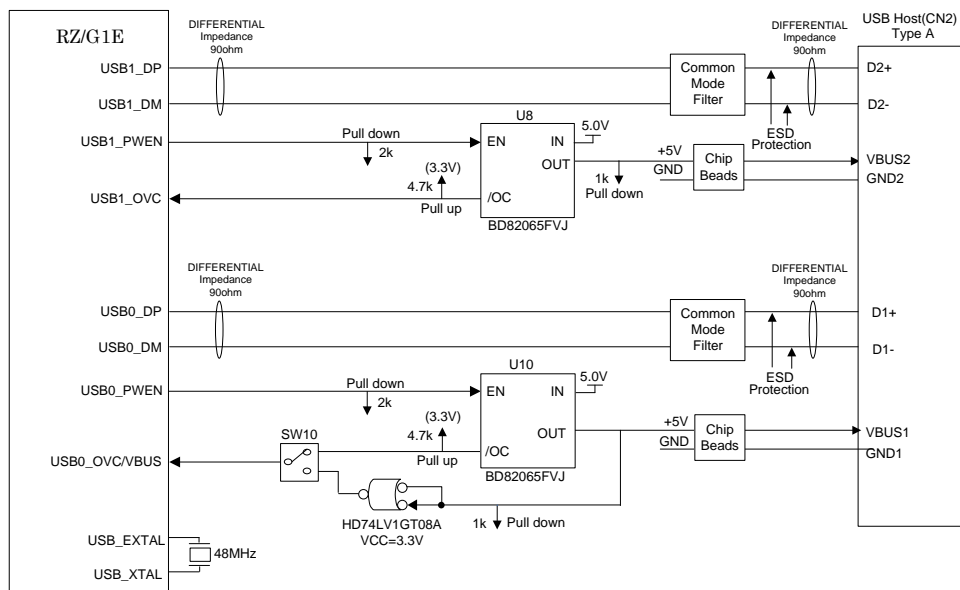 RZ/G1E
DIFFERENTIAL
Impedance
90ohm
DIFFERENTIAL
Impedance
90ohm
USB Host(CN2)
Type A
USB1_DP
Common
Mode
Filter
D2+
USB1_DM
D2-
ESD
Protection
U8
USB1_PWEN
Pull down
2k
EN
IN
5.0V
OUT
+5V
GND
Chip
Beads
VBUS2
GND2
1k
Pull down
(3.3V)
4.7k
Pull up
/OC
USB1_OVC
BD82065FVJ
DIFFERENTIAL
Impedance
90ohm
DIFFERENTIAL
Impedance
90ohm
USB0_DP
Common
Mode
Filter
D1+
USB0_DM
D1-
ESD
Protection
U10
USB0_PWEN
Pull down
2k
EN
IN
5.0V
OUT
+5V
GND
Chip
Beads
VBUS1
GND1
(3.3V)
4.7k
Pull up
/OC
SW10
USB0_OVC/VBUS
BD82065FVJ
HD74LV1GT08A
VCC=3.3V
1k
Pull down
USB_EXTAL
48MHz
USB_XTAL